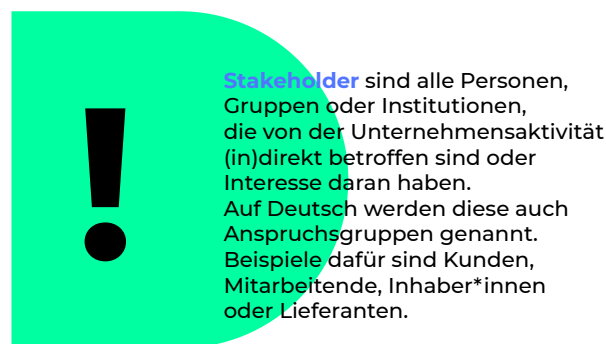 !
Stakeholder sind alle Personen,
Gruppen oder Institutionen,
die von der Unternehmensaktivität
(in)direkt betroffen sind oder
Interesse daran haben.
Auf Deutsch werden diese auch
Anspruchsgruppen genannt.
Beispiele dafür sind Kunden,
Mitarbeitende, Inhaber*innen
oder Lieferanten.